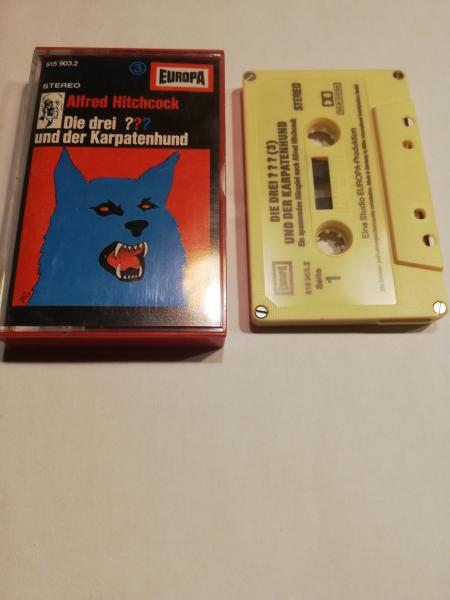 515 903.2
3
EUROPA
STEREO
Alfred Hitchcock
Die drei ???
und der Karpatenhund
DIE DREI ??? (3)
UND DER KARPATENHUND
Ein spannendes Hörspiel nach Alfred Hitchcock
STEREO
EUROPA
515 903.2
Seite
1
Eine Studio EUROPA-Produktion